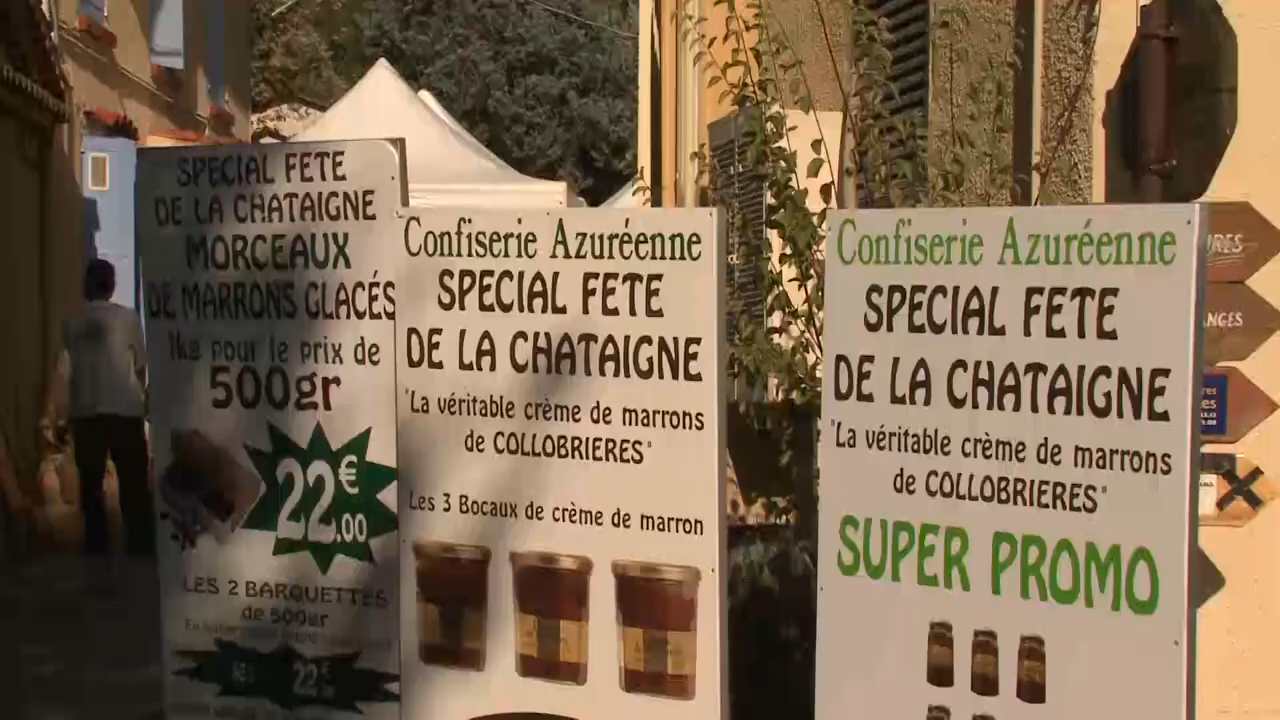 SPECIAL FETE
DE LA CHATAIGNE
MORCEAUX
DE MARRONS GLACÉS
1kg pour le prix de
500gr
22€.00
LES 2 BARQUETTES
de 500gr
22€
Confiserie Azuréenne
SPECIAL FETE
DE LA CHATAIGNE
"La véritable crème de marrons
de COLLOBRIERES"
Les 3 Bocaux de crème de marron
Confiserie Azuréenne
SPECIAL FETE
DE LA CHATAIGNE
"La véritable crème de marrons
de COLLOBRIERES"
SUPER PROMO